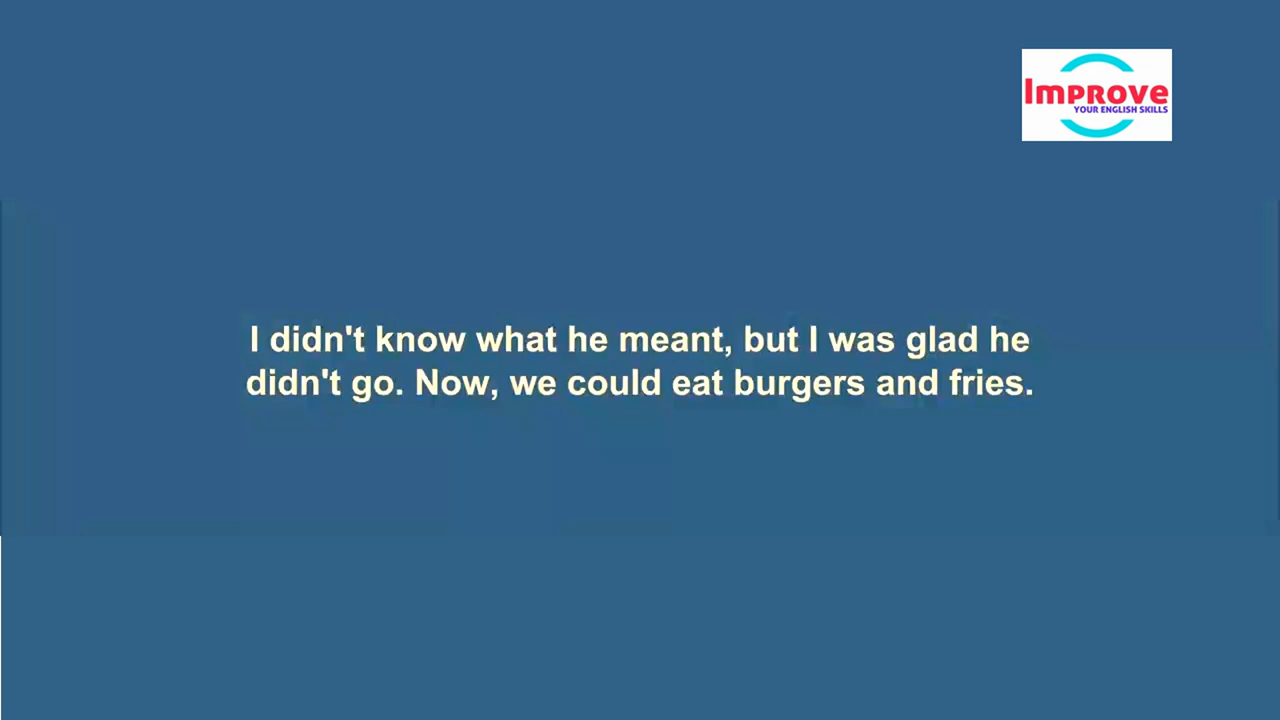 Improve
YOUR ENGLISH SKILLS
I didn't know what he meant, but I was glad he
didn't go. Now, we could eat burgers and fries.